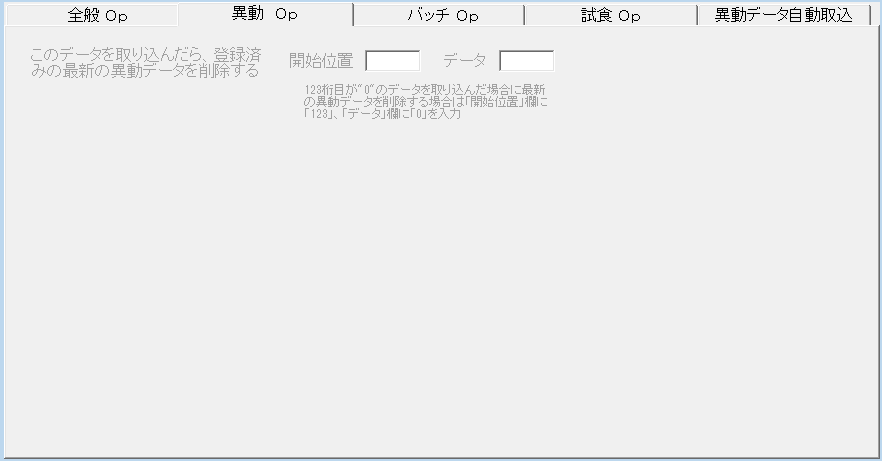 全般 Op
異動 Op
バッチ Op
試食 Op
異動データ自動取込
このデータを取り込んだら、登録済
みの最新の異動データを削除する
開始位置
データ
123桁目が"0"のデータを取り込んだ場合に最新
の異動データを削除する場合は「開始位置」欄に
「123」、「データ」欄に「0」を入力